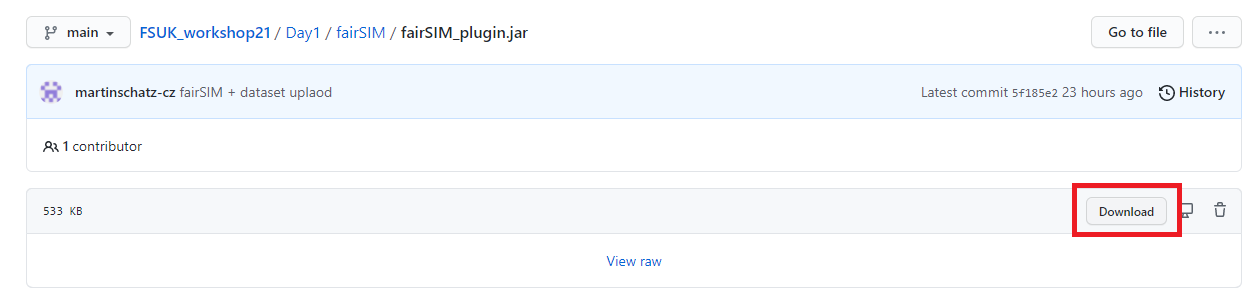 main FSUK_workshop21 / Day1 / fairSIM / fairSIM_plugin.jar Go to file ...
martinschatz-cz fairSIM + dataset uplaod Latest commit 5f185e2 23 hours ago History
1 contributor
533 KB Download
View raw